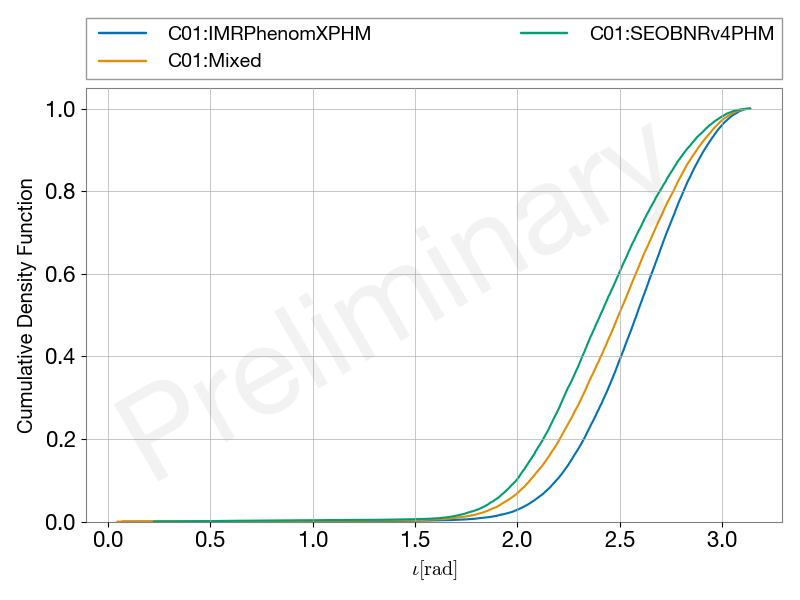 C01:IMRPhenomXPHM
C01:Mixed
C01:SEOBNRv4PHM
Preliminary
Cumulative Density Function
1.0
0.8
0.6
0.4
0.2
0.0
0.0 0.5 1.0 1.5 2.0 2.5 3.0
ι[rad]